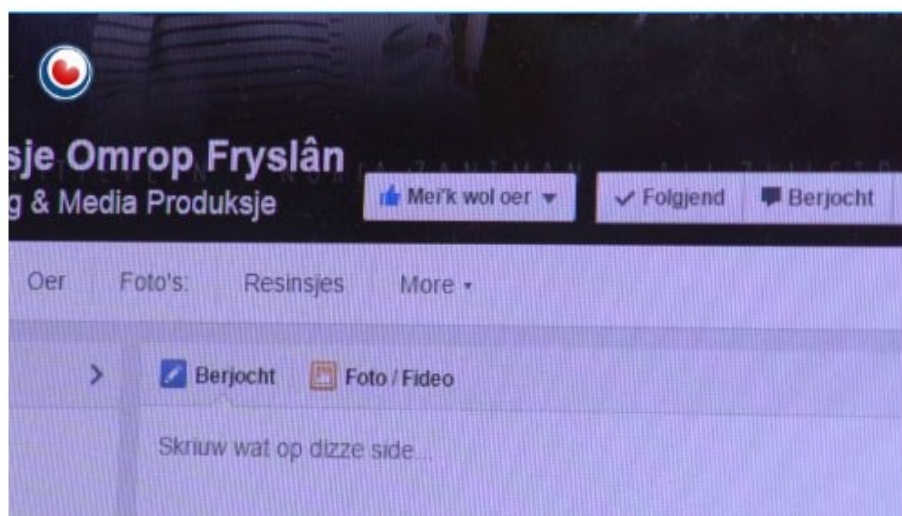 sje Omrop Fryslân
g & Media Produksje
Mei'k wol oer
Folgjend
Berjocht
Oer Foto's: Resinsjes More
Berjocht Foto / Fideo
Skriuw wat op dizze side...